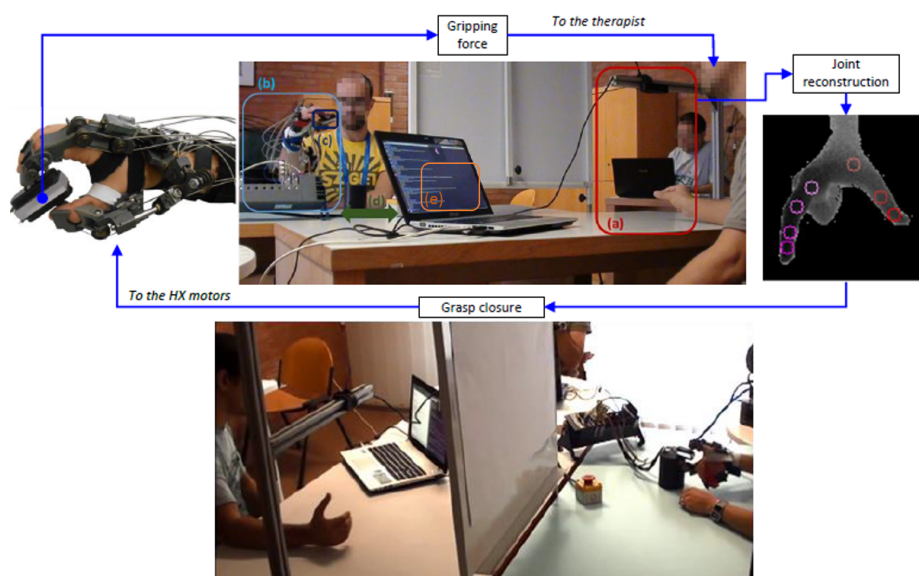 Gripping
force
To the therapist
Joint
reconstruction
(b)
(c)
(d)
(e)
(a)
To the HX motors
Grasp closure